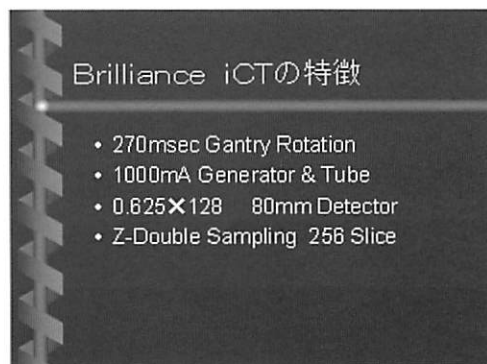 Brilliance iCTの特徴
• 270msec Gantry Rotation
• 1000mA Generator & Tube
• 0.625×128 80mm Detector
• Z-Double Sampling 256 Slice